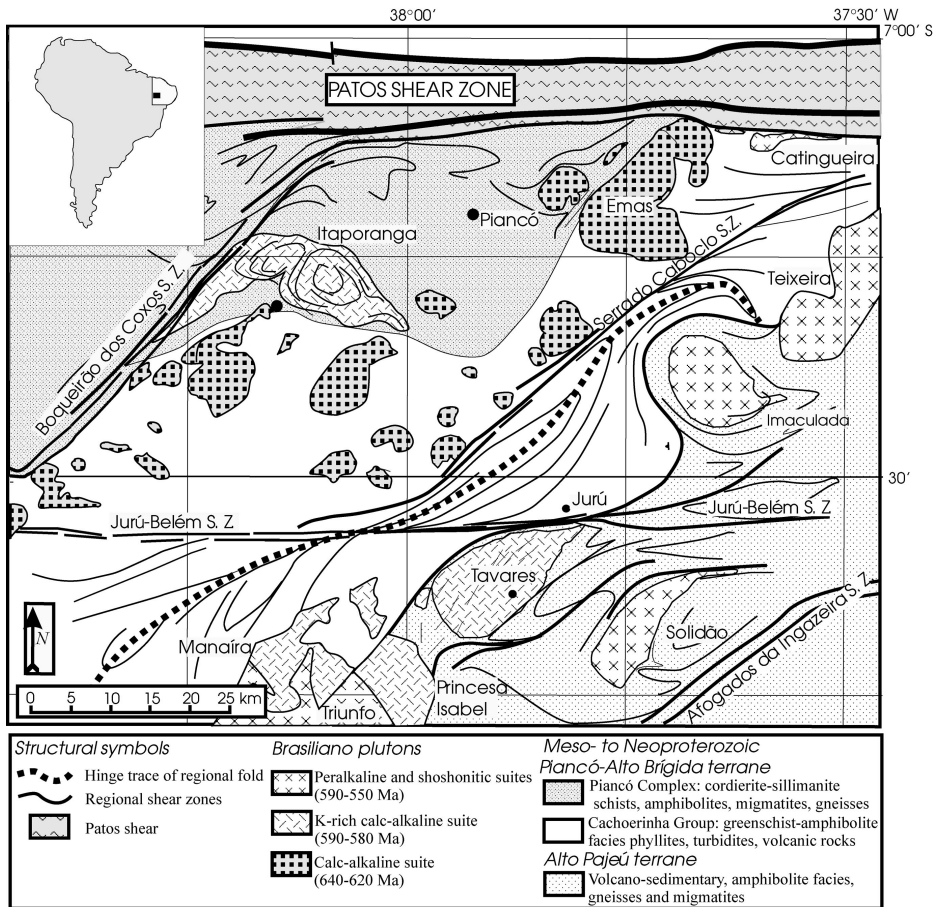 38°00'
37°30' W
7°00' S
PATOS SHEAR ZONE
Catingueira
Emas
Piancó
Itaporanga
Serra do Caboclo S.Z.
Teixeira
Boqueirão dos Coxos S.Z.
Imaculada
30'
Jurú
Jurú-Belém S. Z
Jurú-Belém S. Z
Tavares
Solidão
Manaíra
N
Princesa
Isabel
Afogados da Ingazeira S. Z.
0 5 10 15 20 25 km
Triunfo
Structural symbols
Hinge trace of regional fold
Regional shear zones
Patos shear
Brasiliano plutons
Peralkaline and shoshonitic suites
(590-550 Ma)
K-rich calc-alkaline suite
(590-580 Ma)
Calc-alkaline suite
(640-620 Ma)
Meso- to Neoproterozoic
Piancó-Alto Brígida terrane
Piancó Complex: cordierite-sillimanite
schists, amphibolites, migmatites, gneisses
Cachoerinha Group: greenschist-amphibolite
facies phyllites, turbidites, volcanic rocks
Alto Pajeú terrane
Volcano-sedimentary, amphibolite facies,
gneisses and migmatites